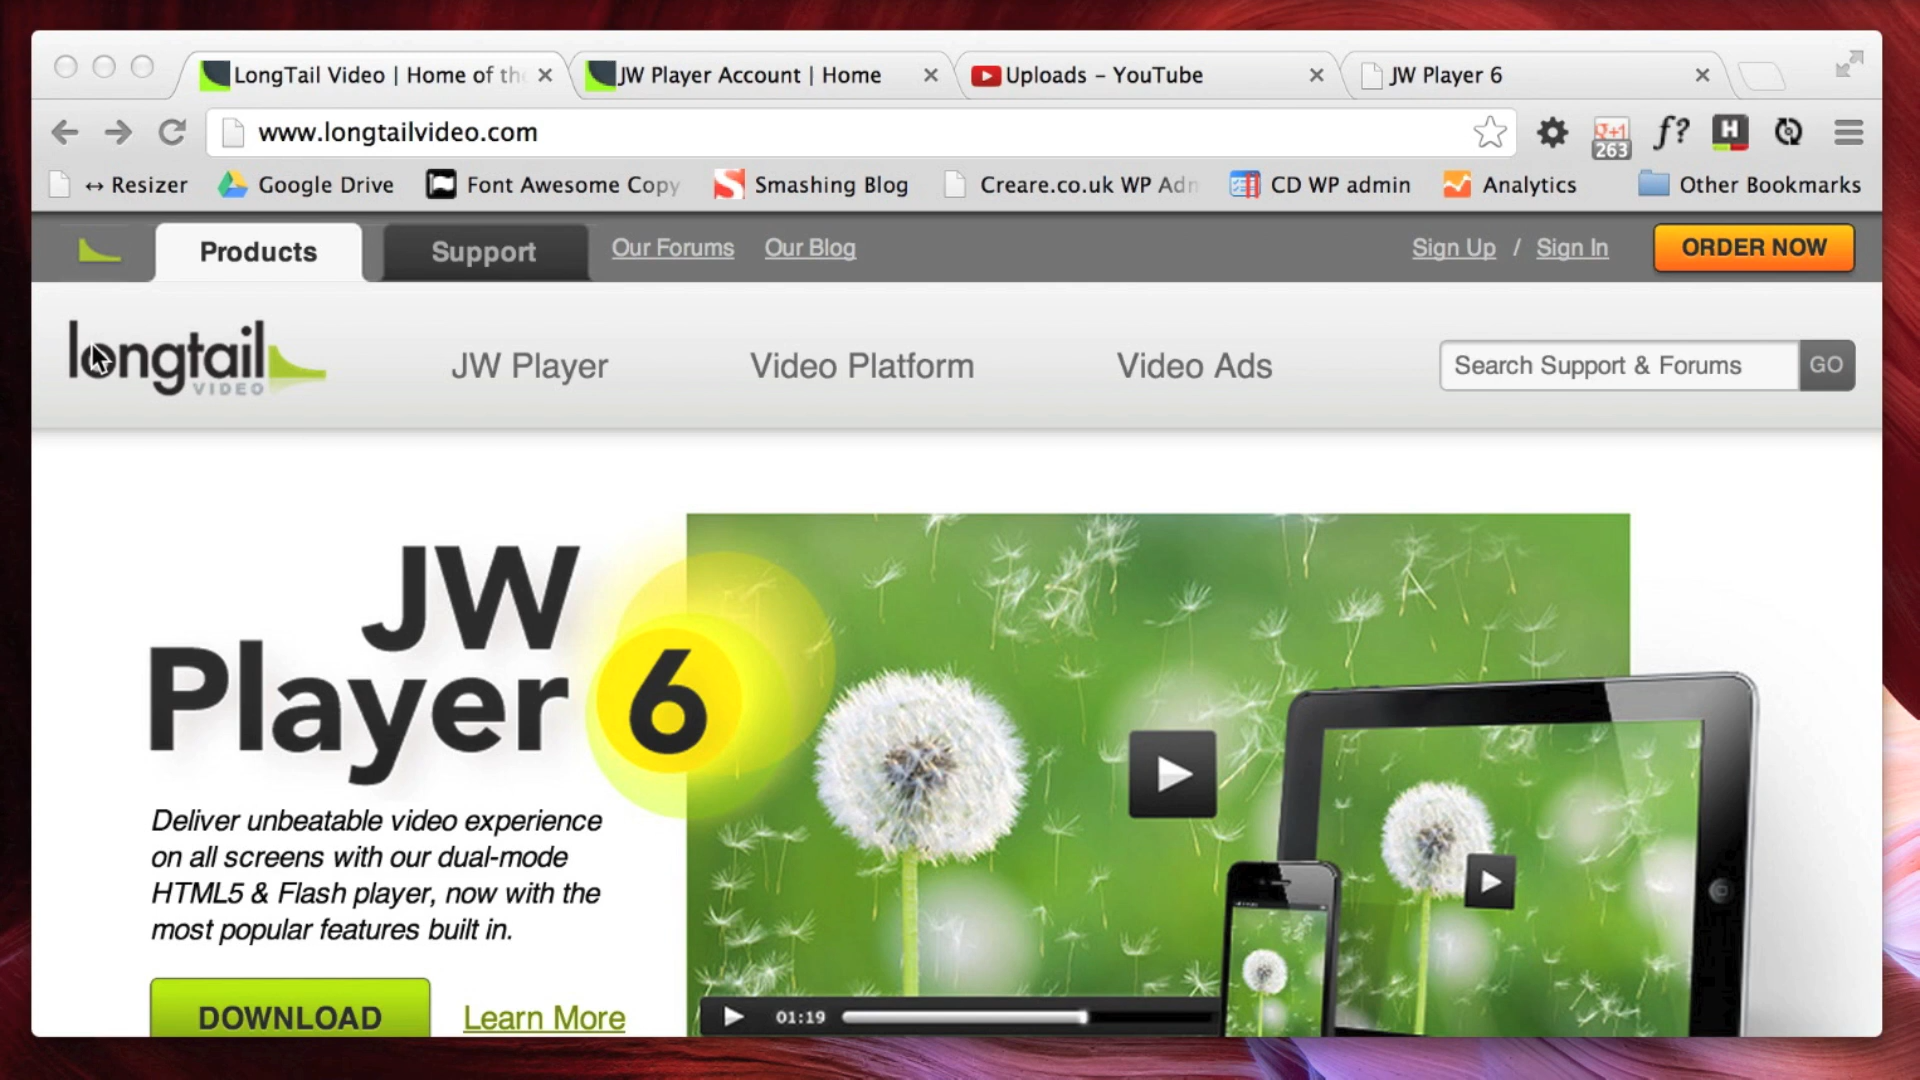 LongTail Video | Home of the
JW Player Account | Home
Uploads – YouTube
JW Player 6
www.longtailvideo.com
g+1
263
f?
H
↔ Resizer
Google Drive
Font Awesome Copy
Smashing Blog
Creare.co.uk WP Adn
CD WP admin
Analytics
Other Bookmarks
Products
Support
Our Forums
Our Blog
Sign Up / Sign In
ORDER NOW
longtail
VIDEO
JW Player
Video Platform
Video Ads
Search Support & Forums
GO
JW
Player 6
Deliver unbeatable video experience
on all screens with our dual-mode
HTML5 & Flash player, now with the
most popular features built in.
DOWNLOAD
Learn More
01:19